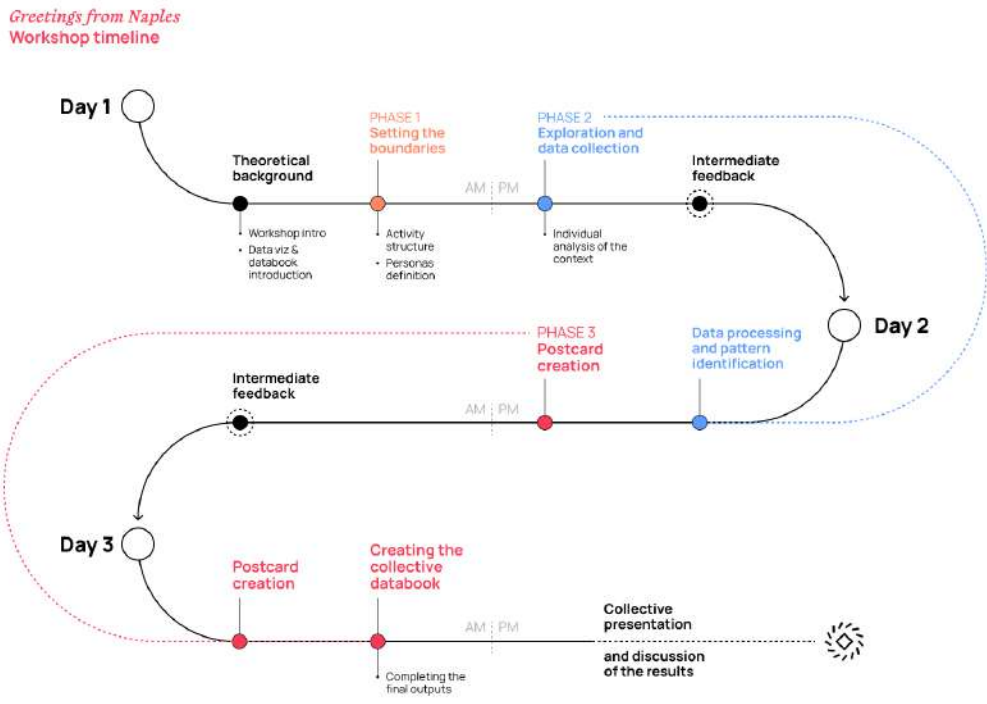 Greetings from Naples
Workshop timeline
Day 1
Theoretical
background
• Workshop intro
• Data viz &
databook
introduction
PHASE 1
Setting the
boundaries
• Activity
structure
• Personas
definition
AM PM
PHASE 2
Exploration and
data collection
• Individual
analysis of the
context
Intermediate
feedback
Day 2
Data processing
and pattern
identification
PHASE 3
Postcard
creation
AM PM
Intermediate
feedback
Day 3
Postcard
creation
Creating the
collective
databook
• Completing the
final outputs
AM PM
Collective
presentation
and discussion
of the results